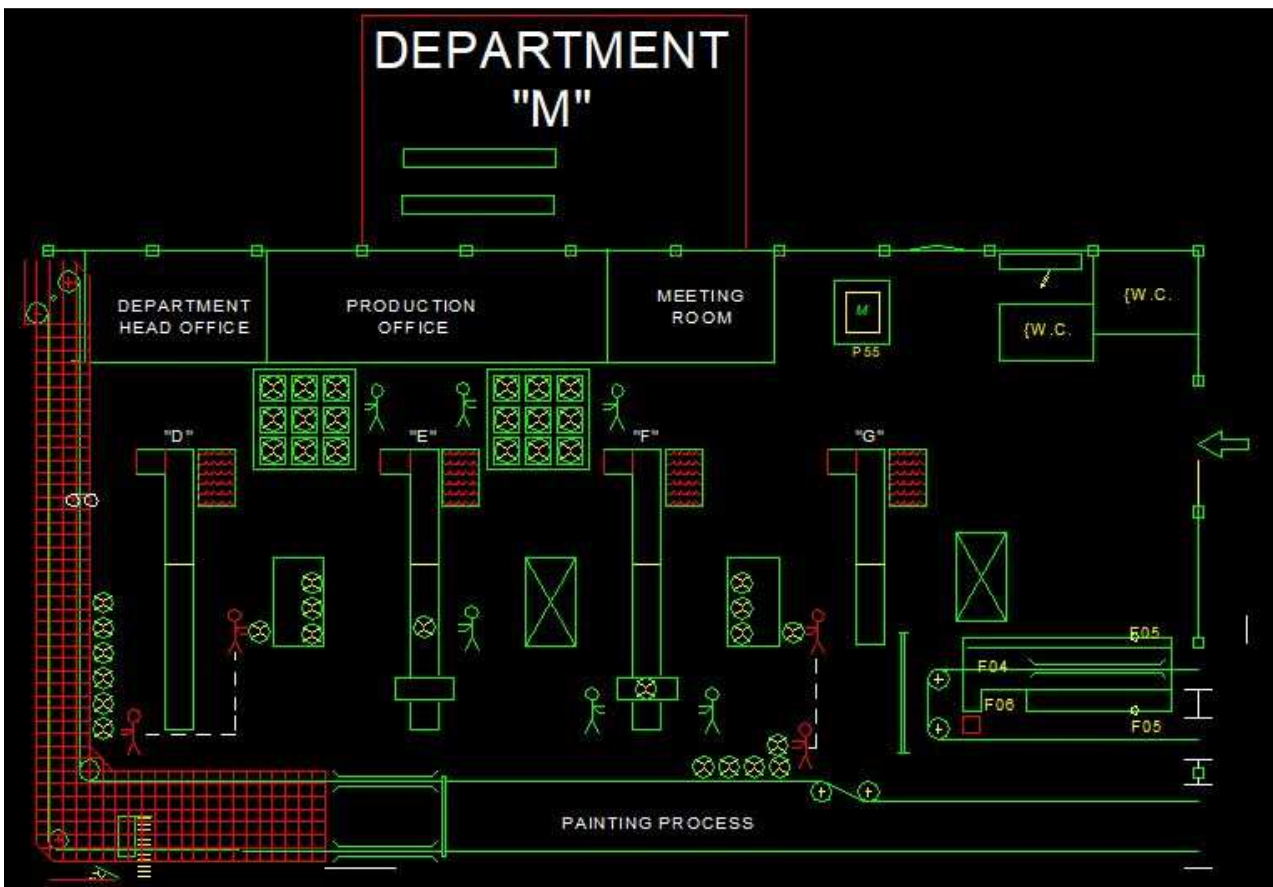 DEPARTMENT
"M"
DEPARTMENT
HEAD OFFICE
PRODUCTION
OFFICE
MEETING
ROOM
M
P55
{W.C.
{W.C.
"D"
"E"
"F"
"G"
F05
F04
F06
F05
PAINTING PROCESS